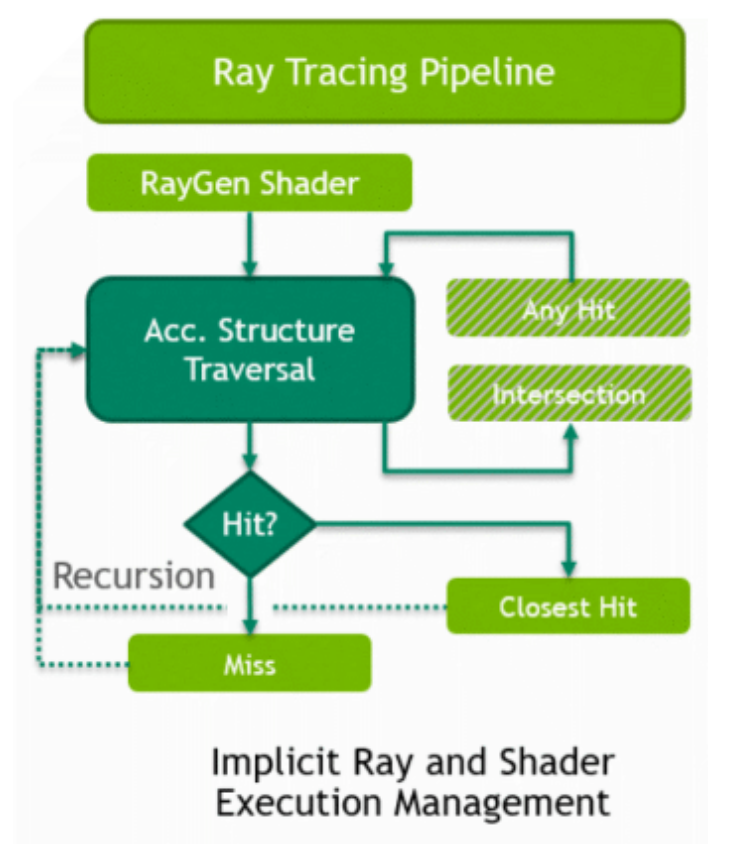 Ray Tracing Pipeline
RayGen Shader
Acc. Structure
Traversal
Any Hit
Intersection
Hit?
Recursion
Closest Hit
Miss
Implicit Ray and Shader
Execution Management